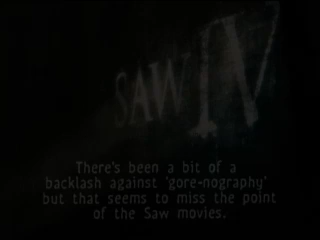 SAW IV
There's been a bit of a
backlash against 'gore-nography'
but that seems to miss the point
of the Saw movies.